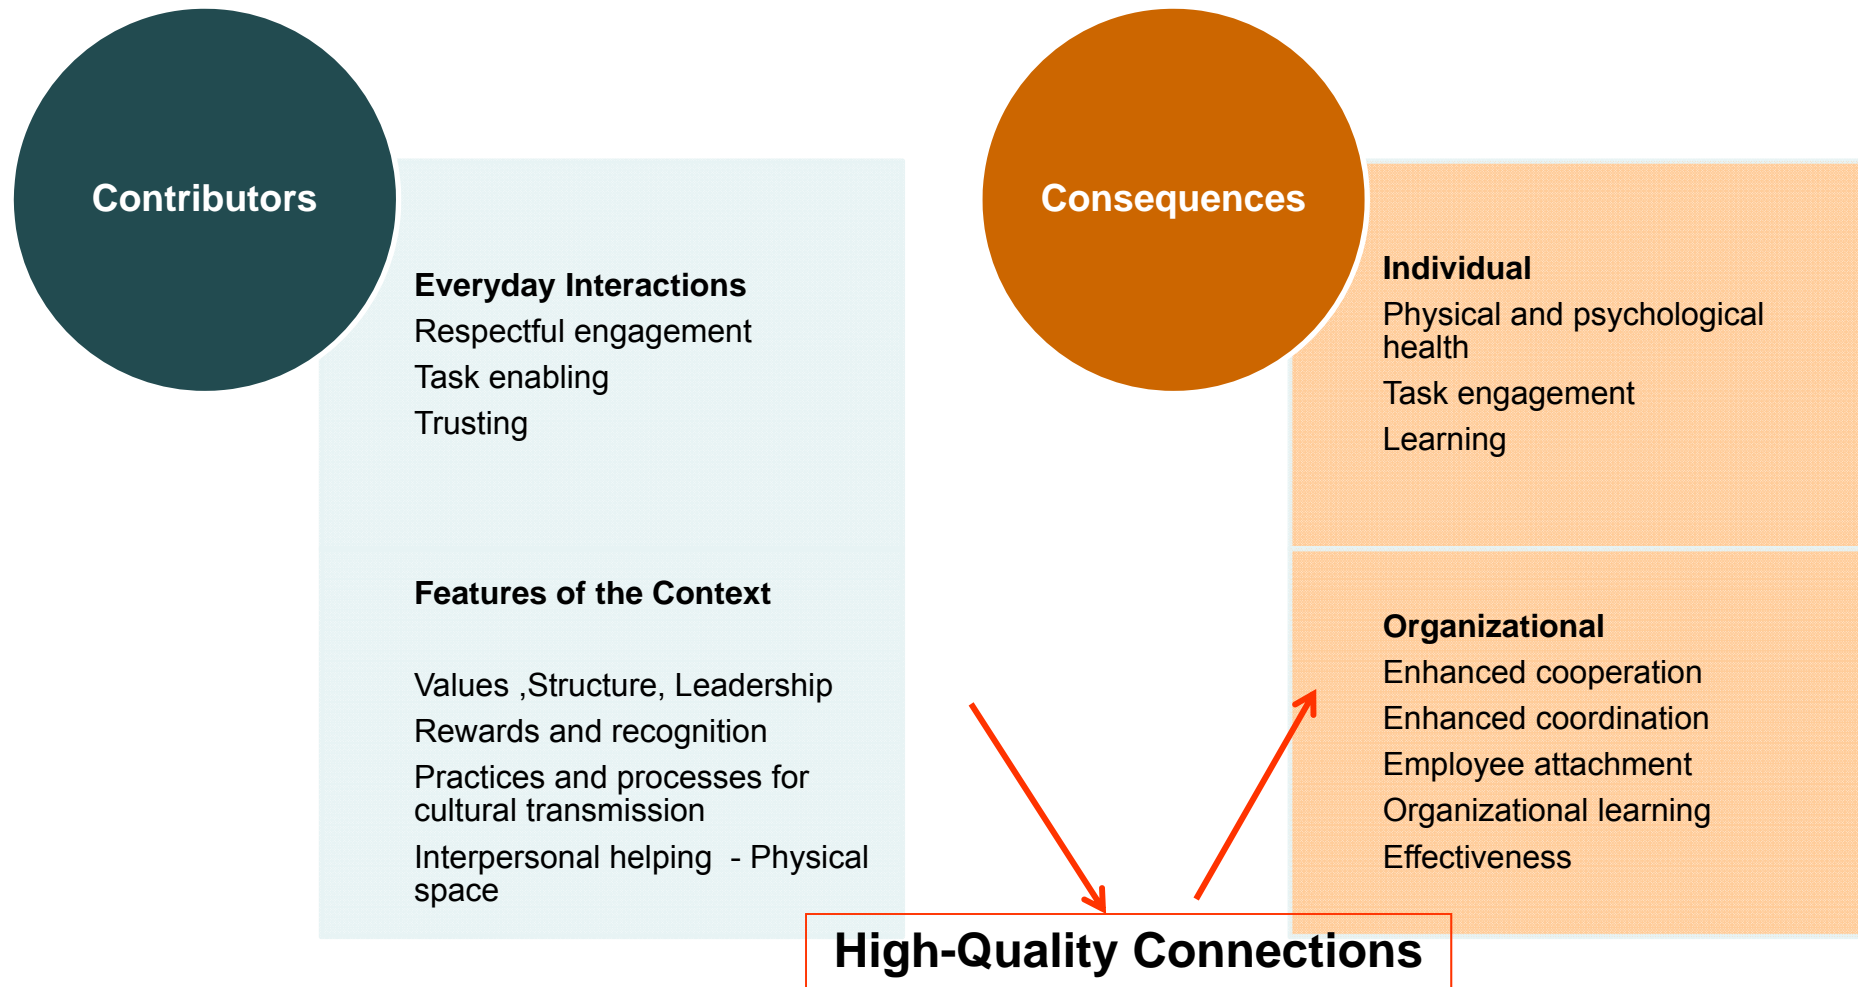 Contributors
Everyday Interactions
Respectful engagement
Task enabling
Trusting
Features of the Context
Values ,Structure, Leadership
Rewards and recognition
Practices and processes for
cultural transmission
Interpersonal helping  - Physical
space
Consequences
Individual
Physical and psychological
health
Task engagement
Learning
Organizational
Enhanced cooperation
Enhanced coordination
Employee attachment
Organizational learning
Effectiveness
High-Quality Connections